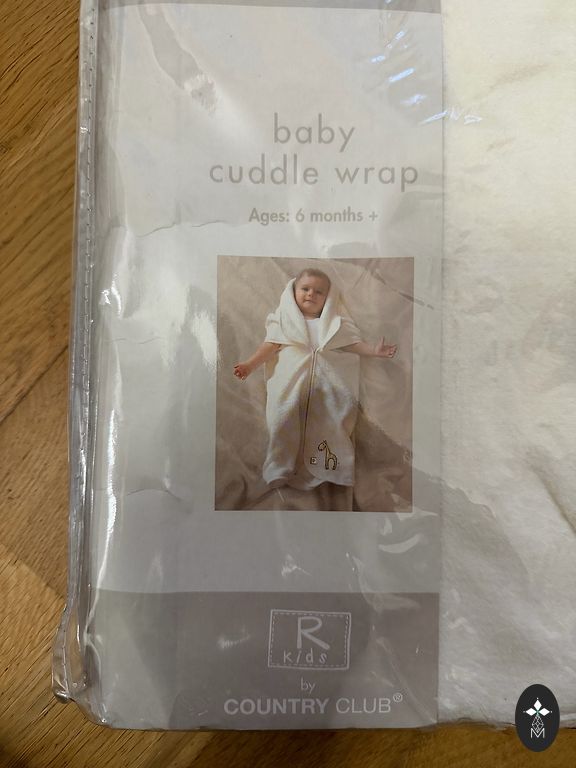 baby
cuddle wrap
Ages: 6 months +
R
kids
by
COUNTRY CLUB®